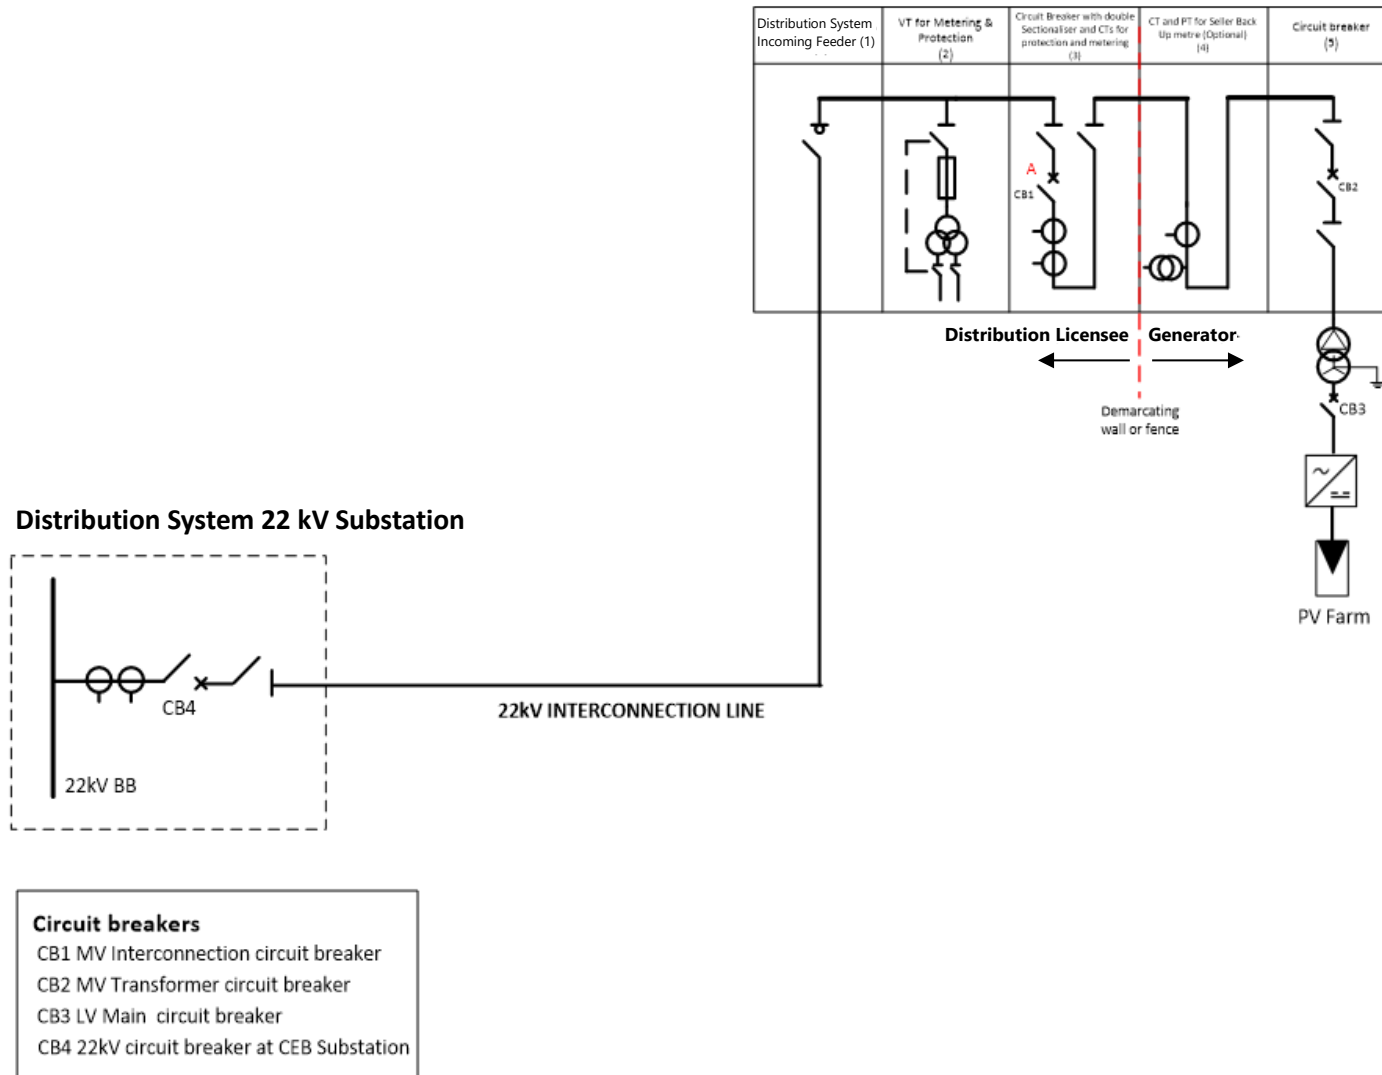 Distribution System
Incoming Feeder (1)
VT for Metering &
Protection
(2)
Circuit Breaker with double
Sectionaliser and CTs for
protection and metering
(3)
CT and PT for Seller Back
Up metre (Optional)
(4)
Circuit breaker
(5)
A
CB1
CB2
Distribution Licensee
Generator
Demarcating
wall or fence
CB3
PV Farm
Distribution System 22 kV Substation
CB4
22kV BB
22kV INTERCONNECTION LINE
Circuit breakers
CB1 MV Interconnection circuit breaker
CB2 MV Transformer circuit breaker
CB3 LV Main circuit breaker
CB4 22kV circuit breaker at CEB Substation